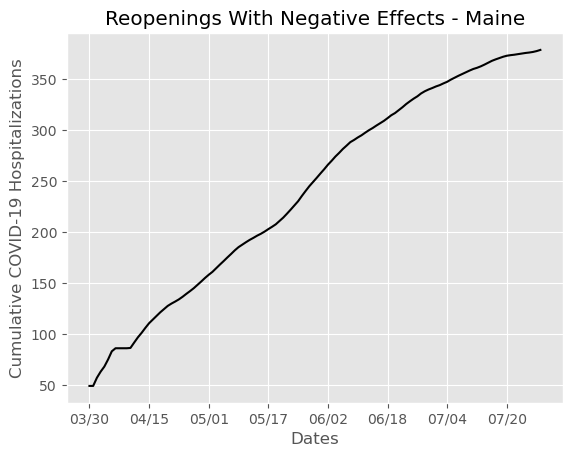 Reopenings With Negative Effects - Maine
Cumulative COVID-19 Hospitalizations
350
300
250
200
150
100
50
03/30 04/15 05/01 05/17 06/02 06/18 07/04 07/20
Dates